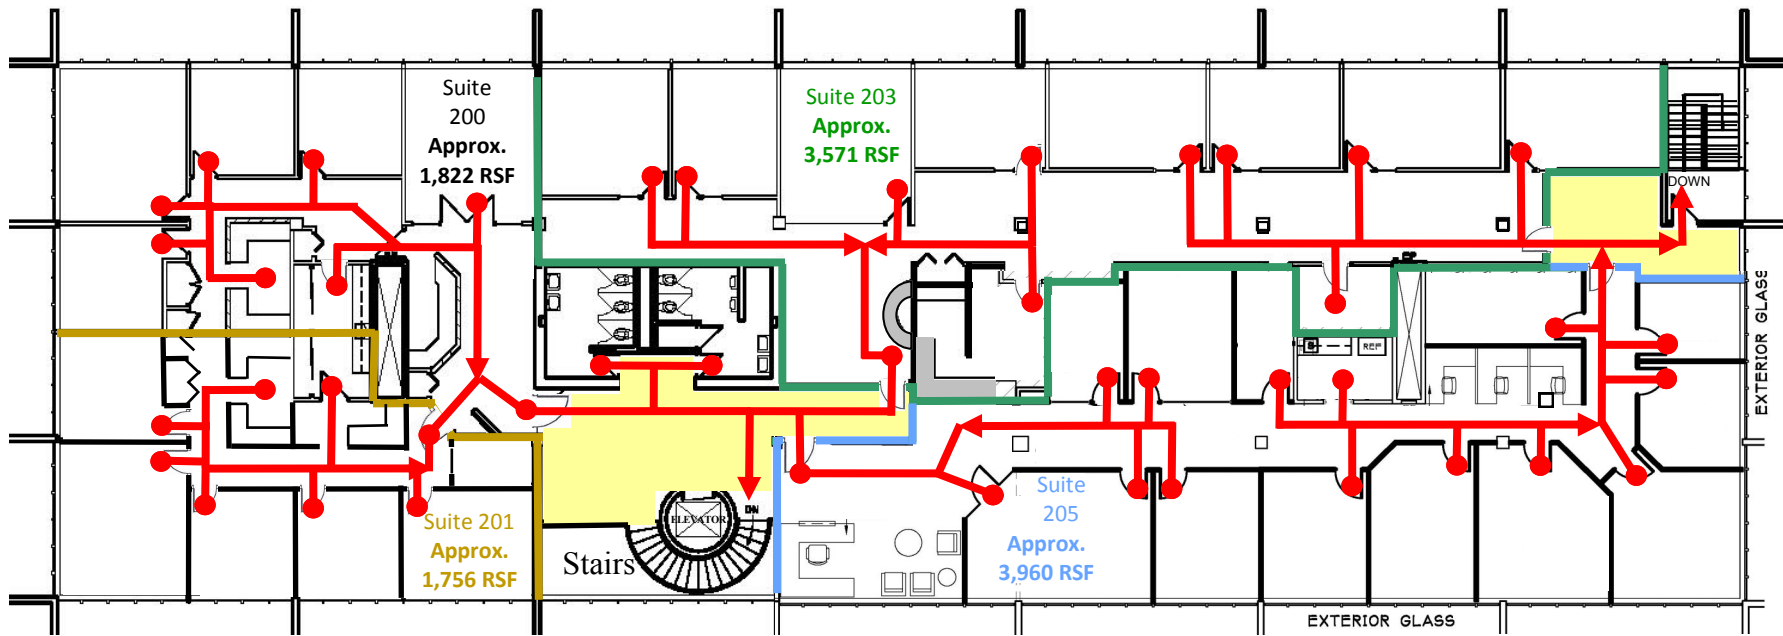 Suite
200
Approx.
1,822 RSF
Suite 203
Approx.
3,571 RSF
DOWN
UP
REF
EXTERIOR GLASS
Suite 201
Approx.
1,756 RSF
Stairs
ELEVATOR
DN
Suite
205
Approx.
3,960 RSF
EXTERIOR GLASS